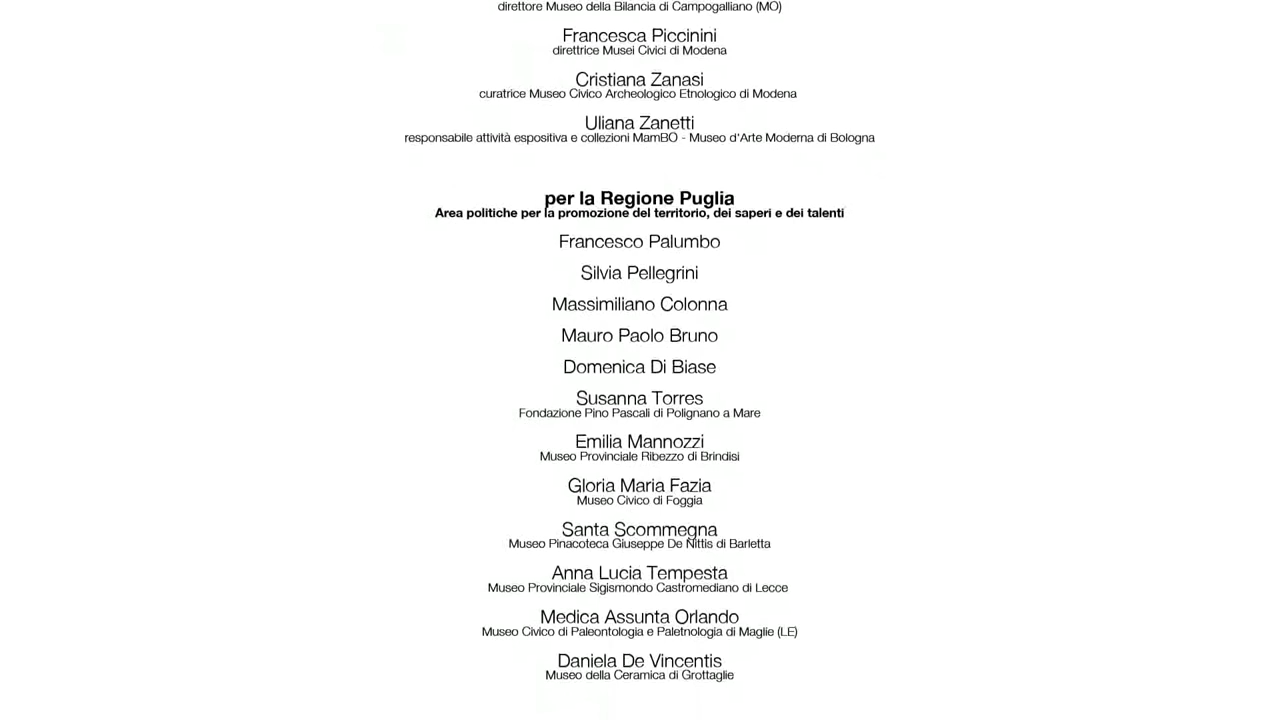 direttore Museo della Bilancia di Campogalliano (MO)
Francesca Piccinini
direttrice Musei Civici di Modena
Cristiana Zanasi
curatrice Museo Civico Archeologico Etnologico di Modena
Uliana Zanetti
responsabile attività espositiva e collezioni MamBO - Museo d'Arte Moderna di Bologna
per la Regione Puglia
Area politiche per la promozione del territorio, dei saperi e dei talenti
Francesco Palumbo
Silvia Pellegrini
Massimiliano Colonna
Mauro Paolo Bruno
Domenica Di Biase
Susanna Torres
Fondazione Pino Pascali di Polignano a Mare
Emilia Mannozzi
Museo Provinciale Ribezzo di Brindisi
Gloria Maria Fazia
Museo Civico di Foggia
Santa Scommegna
Museo Pinacoteca Giuseppe De Nittis di Barletta
Anna Lucia Tempesta
Museo Provinciale Sigismondo Castromediano di Lecce
Medica Assunta Orlando
Museo Civico di Paleontologia e Paletnologia di Maglie (LE)
Daniela De Vincentis
Museo della Ceramica di Grottaglie